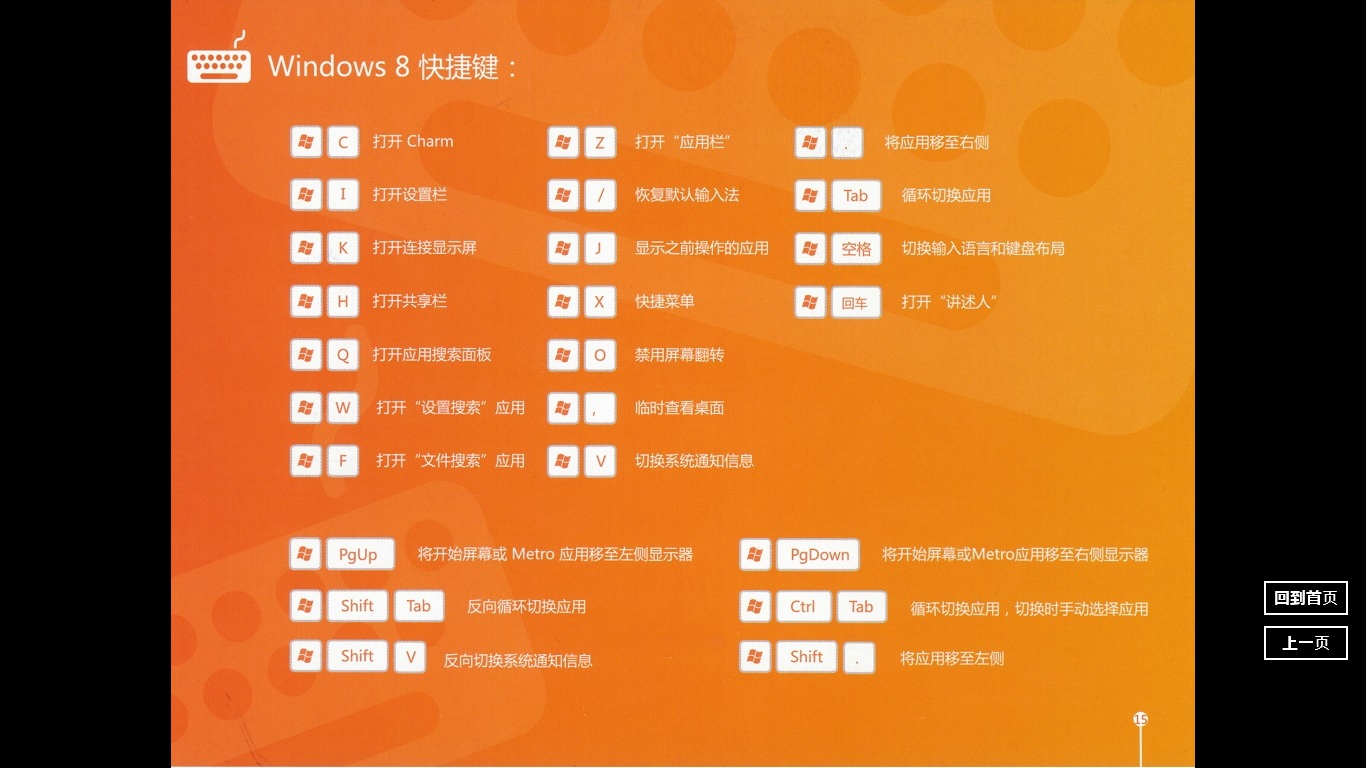 Windows 8 快捷键：
C 打开 Charm
Z 打开“应用栏”
. 将应用移至右侧
I 打开设置栏
/ 恢复默认输入法
Tab 循环切换应用
K 打开连接显示屏
J 显示之前操作的应用
空格 切换输入语言和键盘布局
H 打开共享栏
X 快捷菜单
回车 打开“讲述人”
Q 打开应用搜索面板
O 禁用屏幕翻转
W 打开“设置搜索”应用
, 临时查看桌面
F 打开“文件搜索”应用
V 切换系统通知信息
PgUp 将开始屏幕或 Metro 应用移至左侧显示器
PgDown 将开始屏幕或Metro应用移至右侧显示器
Shift Tab 反向循环切换应用
Ctrl Tab 循环切换应用，切换时手动选择应用
Shift V 反向切换系统通知信息
Shift . 将应用移至左侧
回到首页
上一页
15